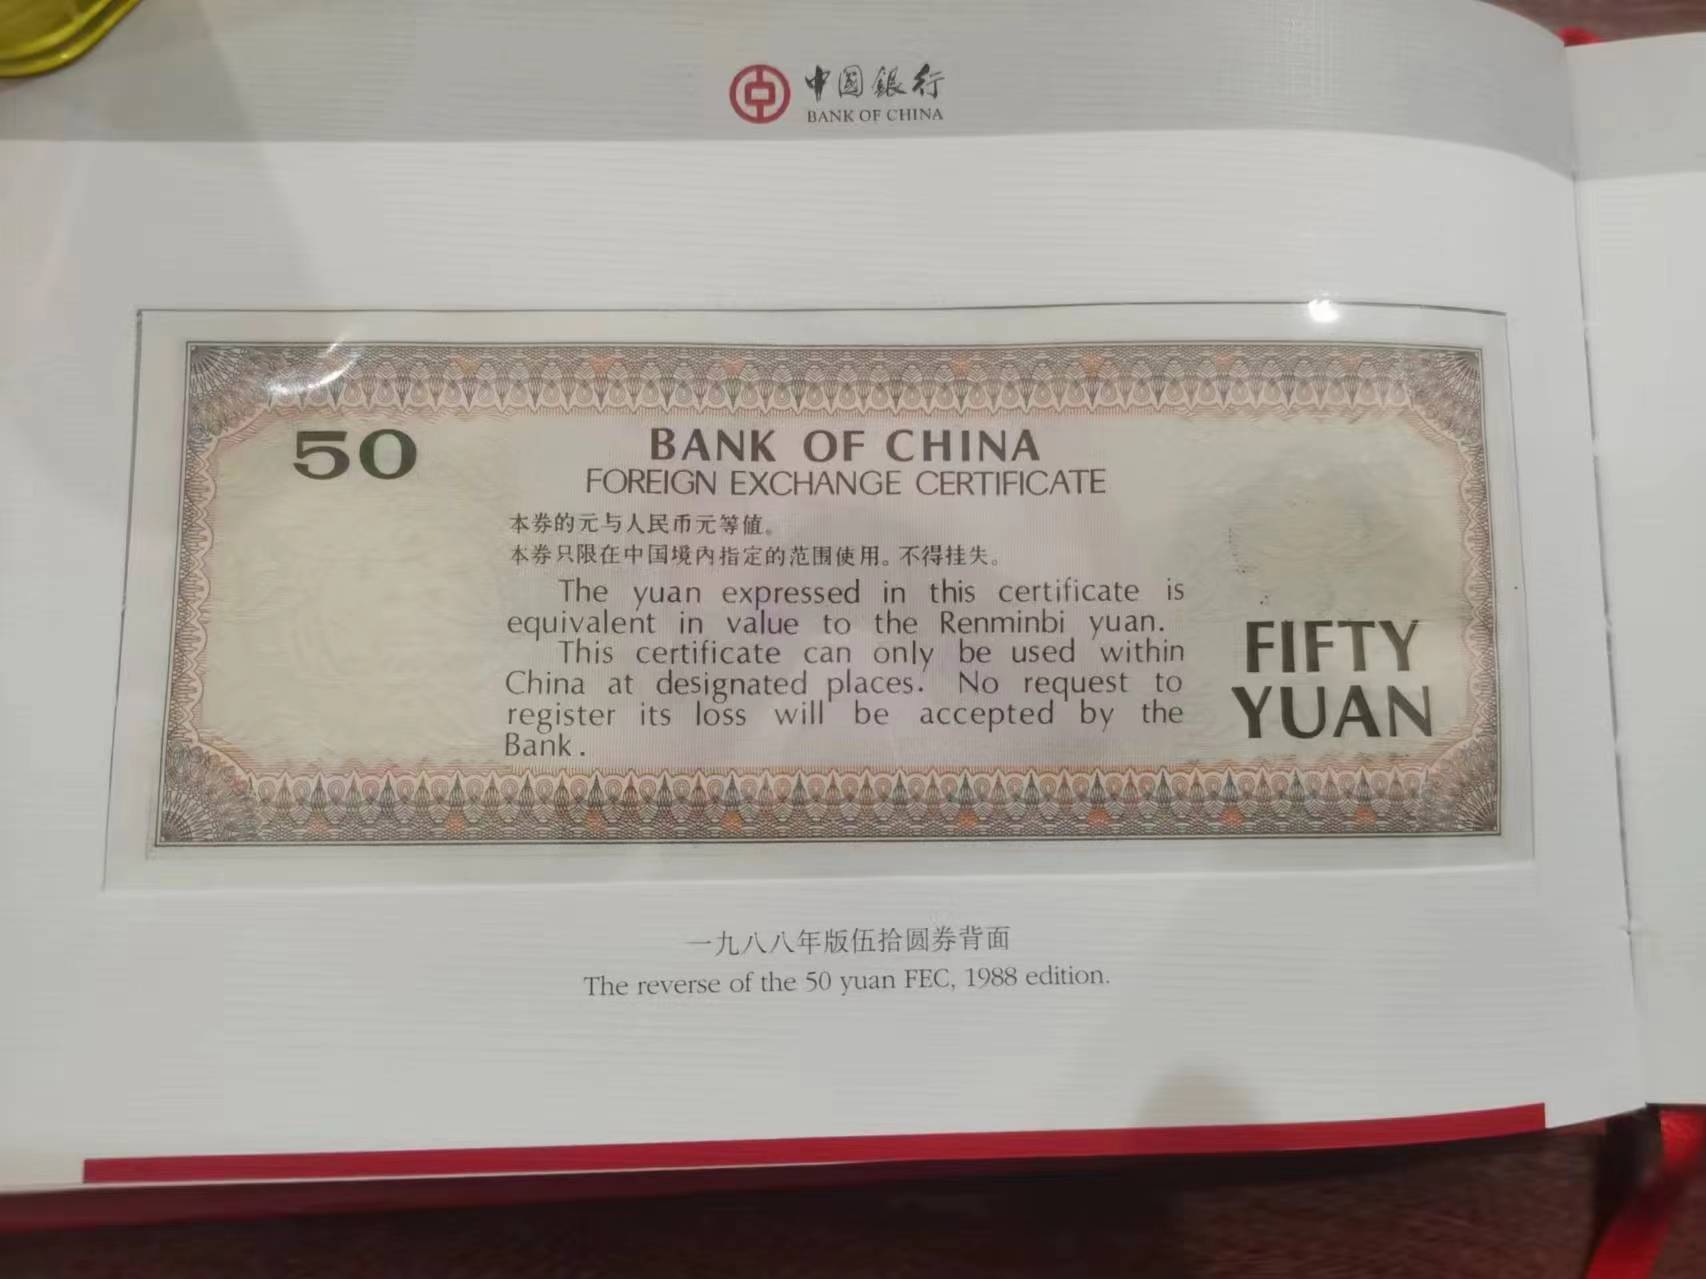 中國銀行
BANK OF CHINA
50
BANK OF CHINA
FOREIGN EXCHANGE CERTIFICATE
本券的元与人民币元等值。
本券只限在中国境内指定的范围使用。不得挂失。
The yuan expressed in this certificate is
equivalent in value to the Renminbi yuan.
This certificate can only be used within
China at designated places. No request to
register its loss will be accepted by the
Bank.
FIFTY
YUAN
一九八八年版伍拾圆券背面
The reverse of the 50 yuan FEC, 1988 edition.